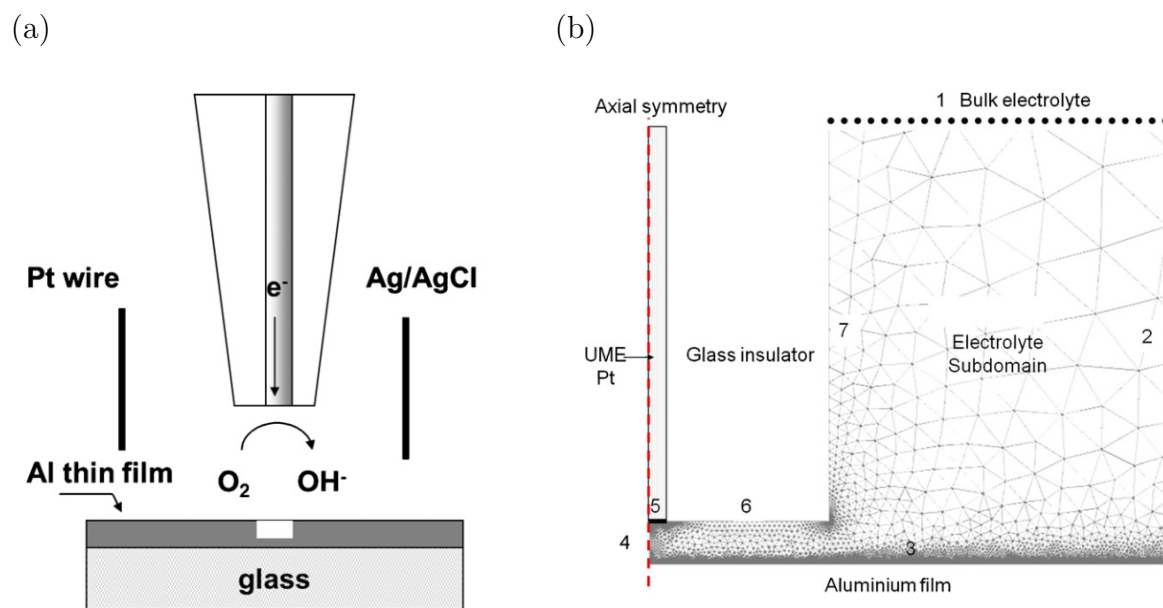 (a)
(b)
Pt wire
e-
Ag/AgCl
Al thin film
O2
OH-
glass
Axial symmetry
1 Bulk electrolyte
UME
Pt
Glass insulator
7
Electrolyte
Subdomain
2
5
6
4
3
Aluminium film